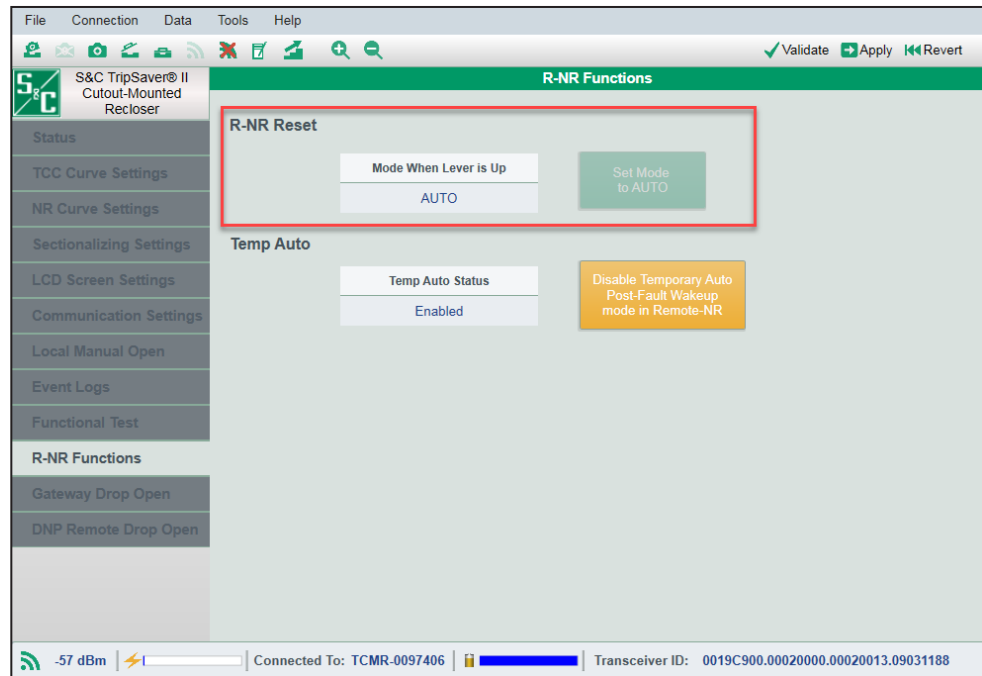 File Connection Data Tools Help
Validate Apply Revert
S&C
S&C TripSaver® II
Cutout-Mounted
Recloser
R-NR Functions
Status
TCC Curve Settings
NR Curve Settings
Sectionalizing Settings
LCD Screen Settings
Communication Settings
Local Manual Open
Event Logs
Functional Test
R-NR Functions
Gateway Drop Open
DNP Remote Drop Open
R-NR Reset
Mode When Lever is Up
AUTO
Set Mode
to AUTO
Temp Auto
Temp Auto Status
Enabled
Disable Temporary Auto
Post-Fault Wakeup
mode in Remote-NR
-57 dBm Connected To: TCMR-0097406 Transceiver ID: 0019C900.00020000.00020013.09031188